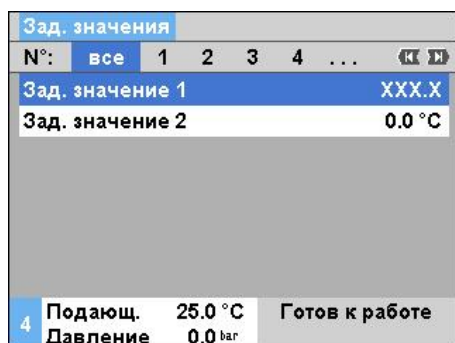 Зад. значения
N°: все 1 2 3 4 ...
Зад. значение 1 XXX.X
Зад. значение 2 0.0 °C
4 Подающ. 25.0 °C Готов к работе
Давление 0.0 bar